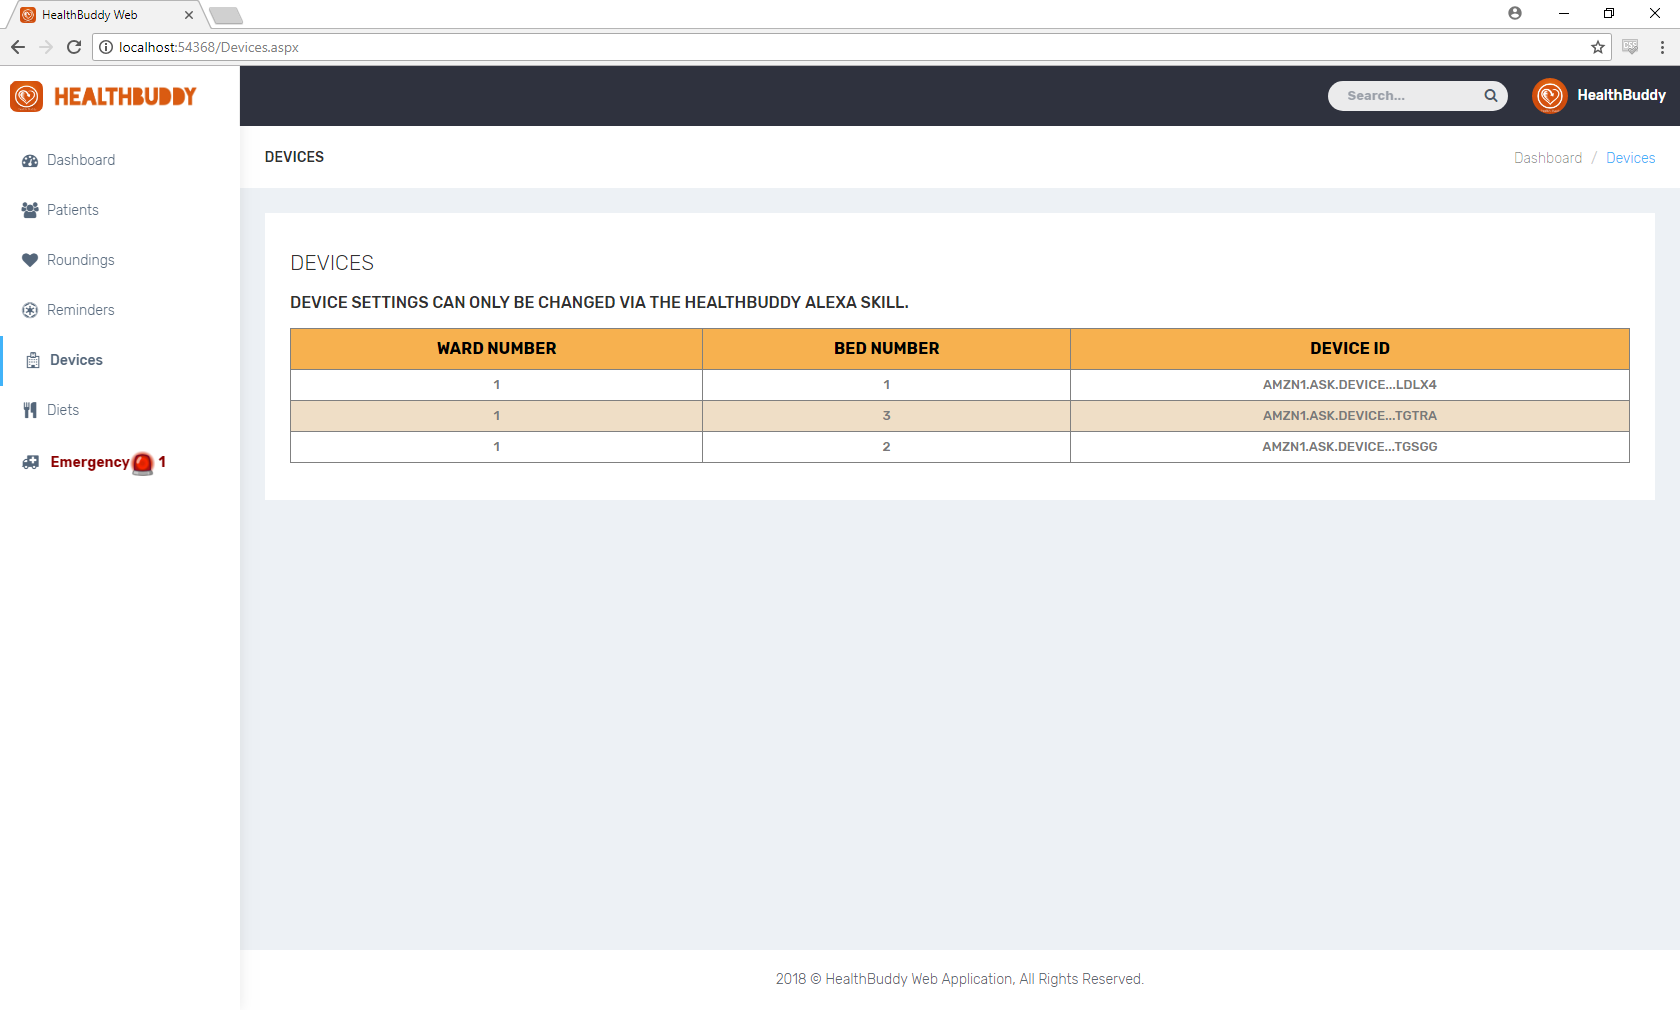 HealthBuddy Web
localhost:54368/Devices.aspx
HEALTHBUDDY
Search...
HealthBuddy
Dashboard
Patients
Roundings
Reminders
Devices
Diets
Emergency 1
DEVICES
Dashboard / Devices
DEVICES
DEVICE SETTINGS CAN ONLY BE CHANGED VIA THE HEALTHBUDDY ALEXA SKILL.
WARD NUMBER BED NUMBER DEVICE ID
1 1 AMZN1.ASK.DEVICE...LDLX4
1 3 AMZN1.ASK.DEVICE...TGTRA
1 2 AMZN1.ASK.DEVICE...TGSGG
2018 © HealthBuddy Web Application, All Rights Reserved.